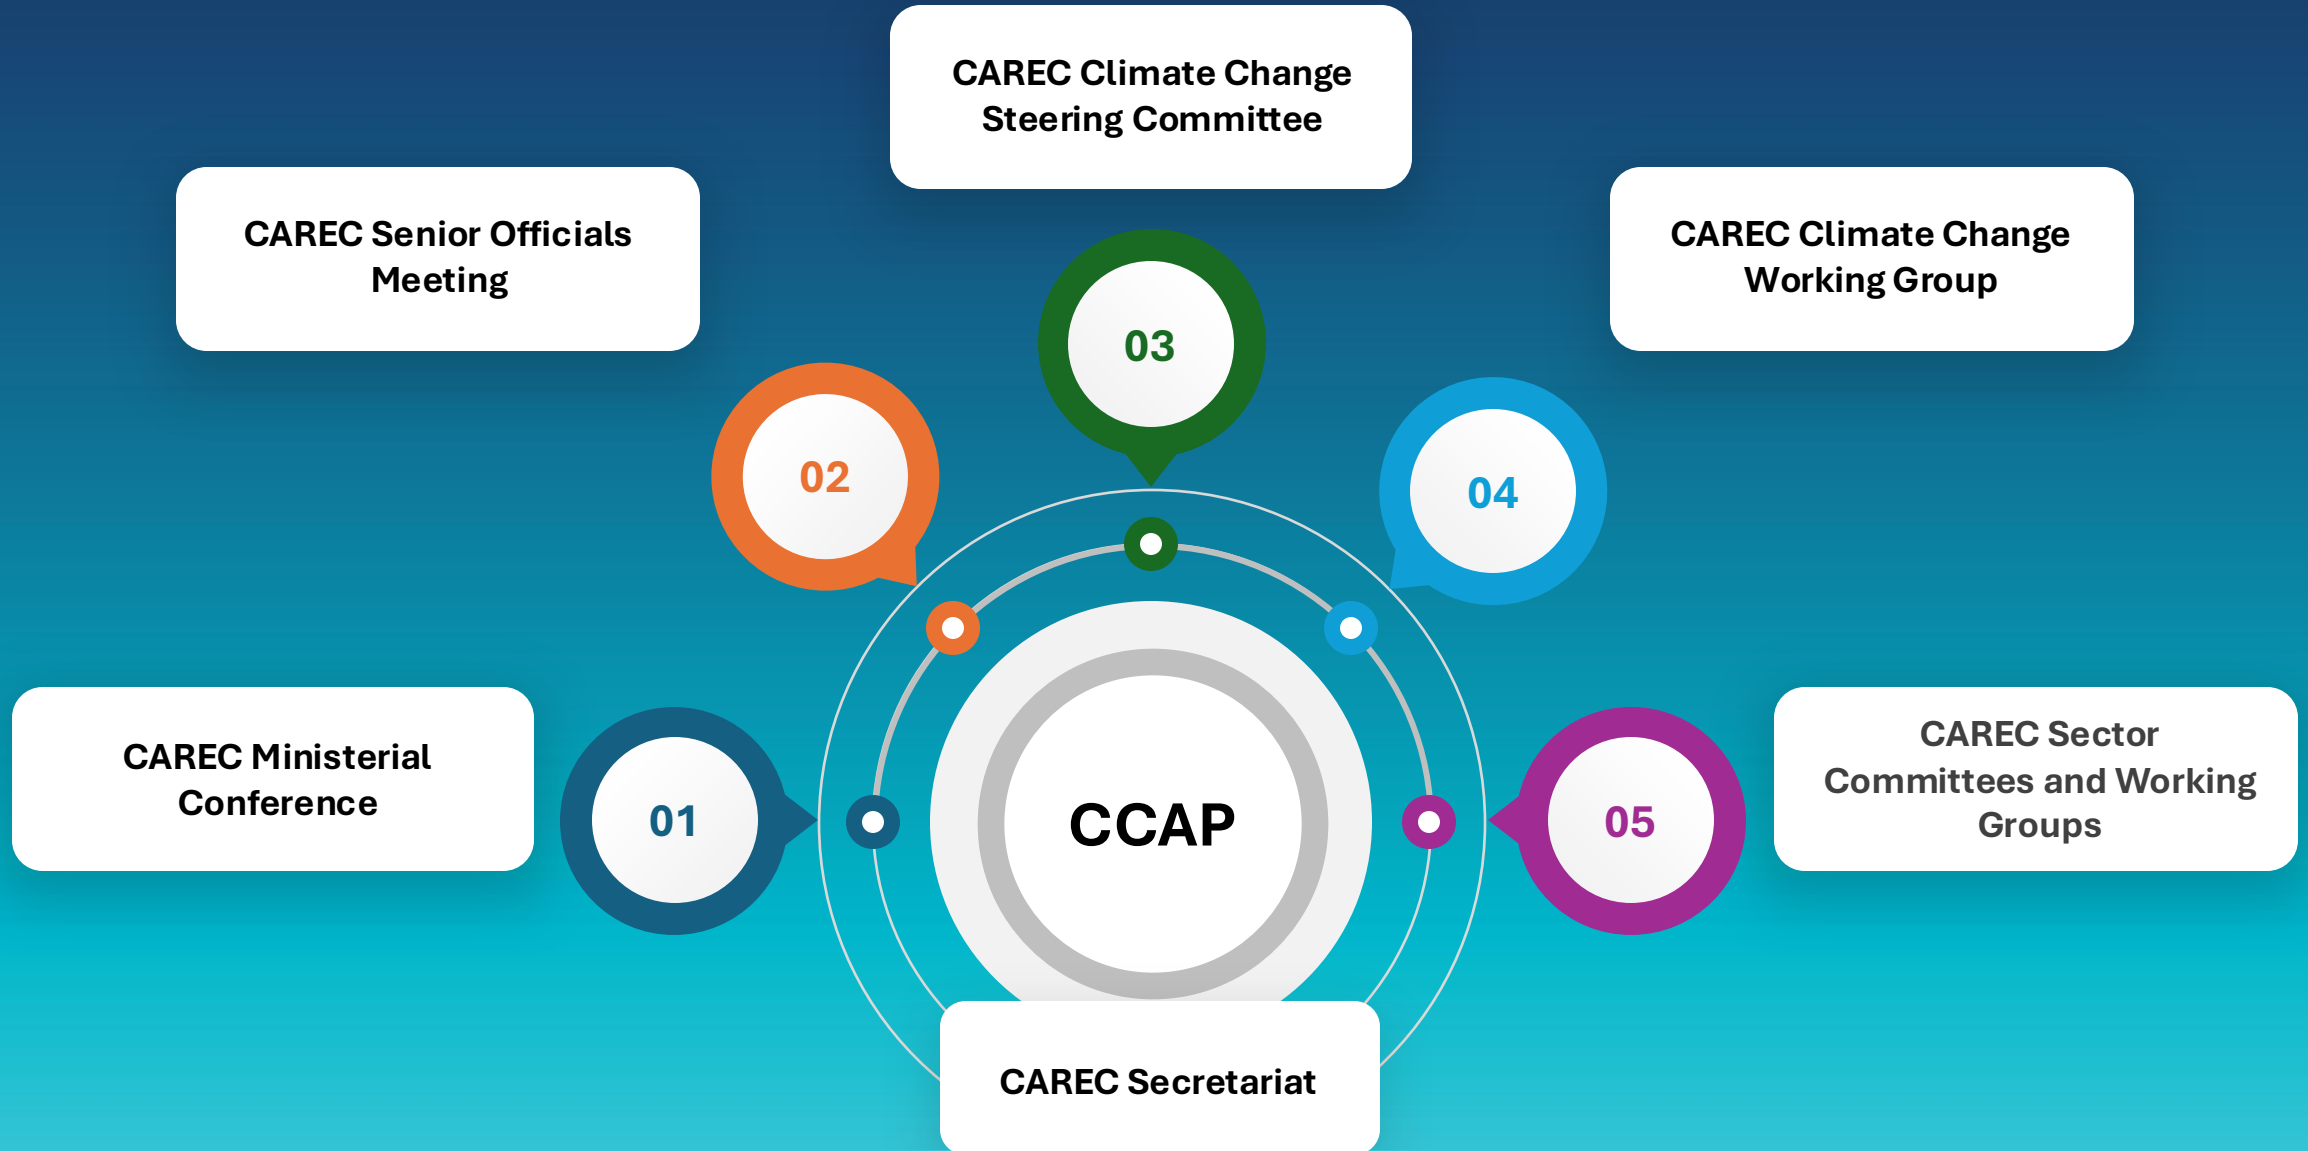 CAREC Climate Change
Steering Committee
CAREC Senior Officials
Meeting
CAREC Climate Change
Working Group
03
02
04
CAREC Ministerial
Conference
01
CCAP
05
CAREC Sector
Committees and Working
Groups
CAREC Secretariat